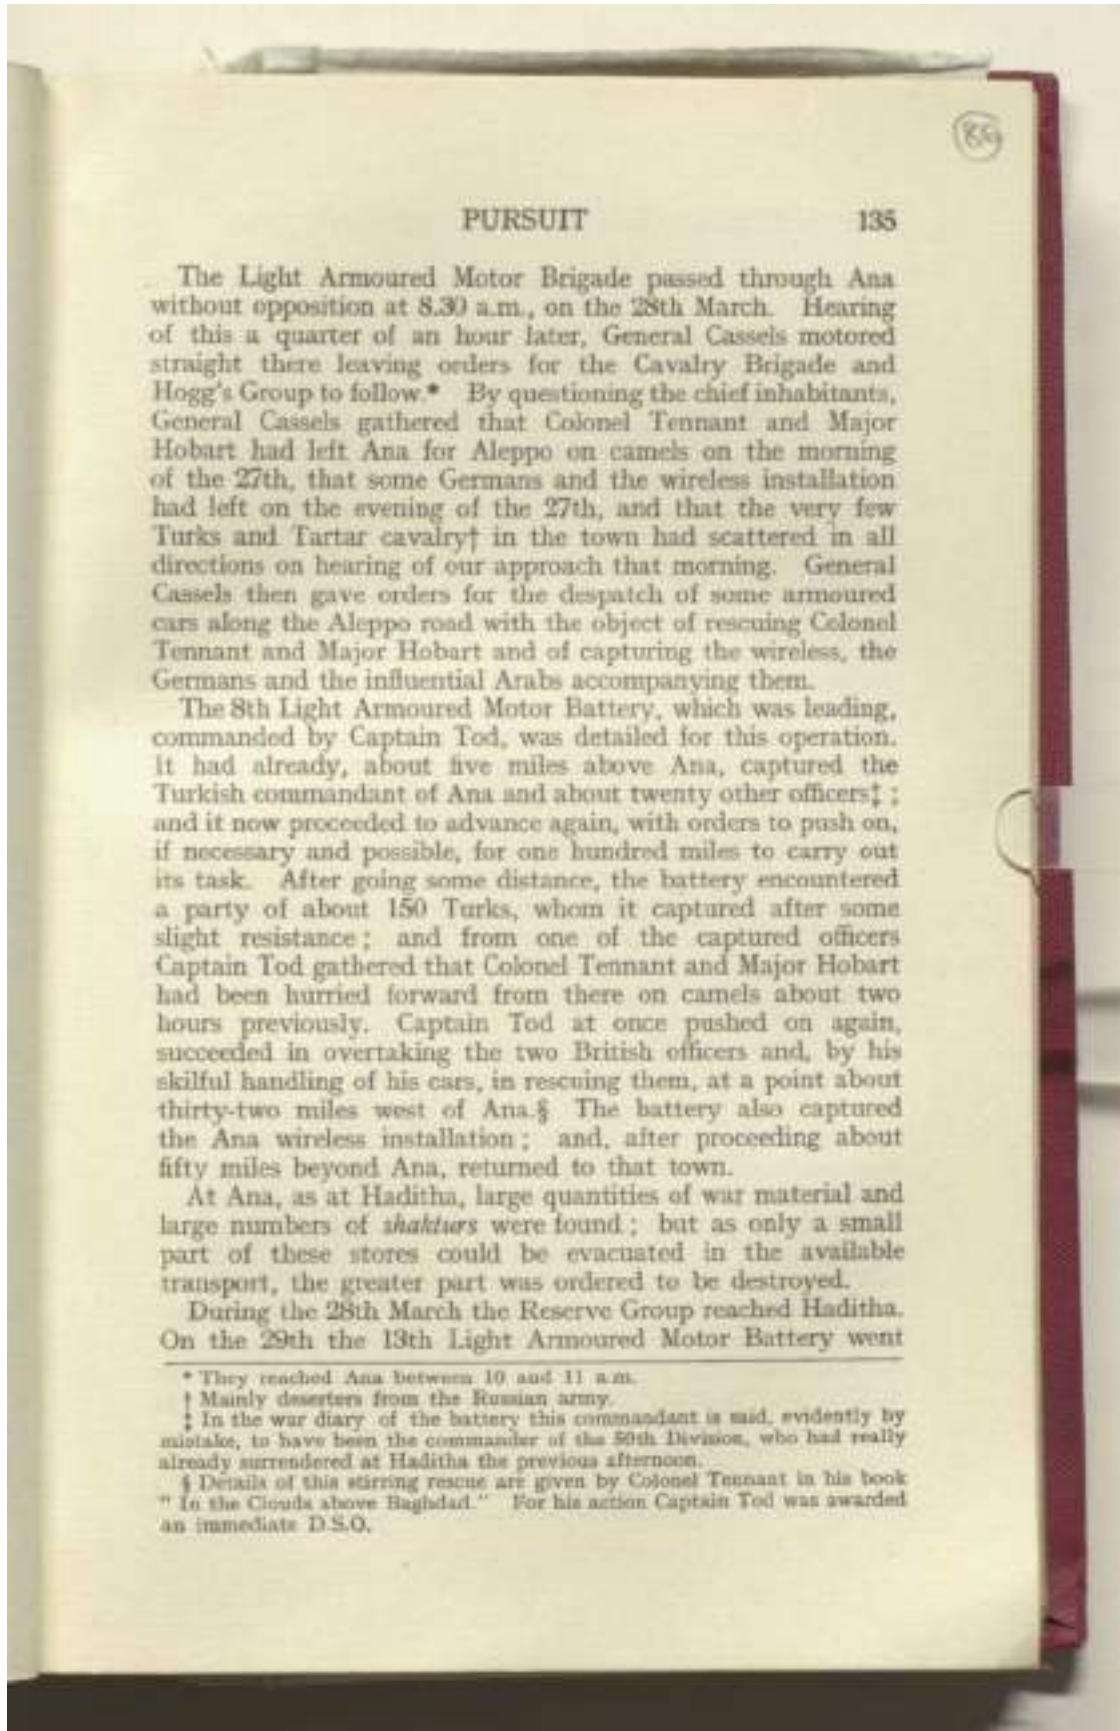 PURSUIT 135
The Light Armoured Motor Brigade passed through Ana
without opposition at 8.30 a.m., on the 28th March. Hearing
of this a quarter of an hour later, General Cassels motored
straight there leaving orders for the Cavalry Brigade and
Hogg's Group to follow.* By questioning the chief inhabitants,
General Cassels gathered that Colonel Tennant and Major
Hobart had left Ana for Aleppo on camels on the morning
of the 27th, that some Germans and the wireless installation
had left on the evening of the 27th, and that the very few
Turks and Tartar cavalry† in the town had scattered in all
directions on hearing of our approach that morning. General
Cassels then gave orders for the despatch of some armoured
cars along the Aleppo road with the object of rescuing Colonel
Tennant and Major Hobart and of capturing the wireless, the
Germans and the influential Arabs accompanying them.
The 8th Light Armoured Motor Battery, which was leading,
commanded by Captain Tod, was detailed for this operation.
It had already, about five miles above Ana, captured the
Turkish commandant of Ana and about twenty other officers‡ ;
and it now proceeded to advance again, with orders to push on,
if necessary and possible, for one hundred miles to carry out
its task. After going some distance, the battery encountered
a party of about 150 Turks, whom it captured after some
slight resistance ; and from one of the captured officers
Captain Tod gathered that Colonel Tennant and Major Hobart
had been hurried forward from there on camels about two
hours previously. Captain Tod at once pushed on again,
succeeded in overtaking the two British officers and, by his
skilful handling of his cars, in rescuing them, at a point about
thirty-two miles west of Ana.§ The battery also captured
the Ana wireless installation ; and, after proceeding about
fifty miles beyond Ana, returned to that town.
At Ana, as at Haditha, large quantities of war material and
large numbers of shakturs were found ; but as only a small
part of these stores could be evacuated in the available
transport, the greater part was ordered to be destroyed.
During the 28th March the Reserve Group reached Haditha.
On the 29th the 13th Light Armoured Motor Battery went
* They reached Ana between 10 and 11 a.m.
† Mainly deserters from the Russian army.
‡ In the war diary of the battery this commandant is said, evidently by
mistake, to have been the commander of the 50th Division, who had really
already surrendered at Haditha the previous afternoon.
§ Details of this stirring rescue are given by Colonel Tennant in his book
" In the Clouds above Baghdad." For his action Captain Tod was awarded
an immediate D.S.O.